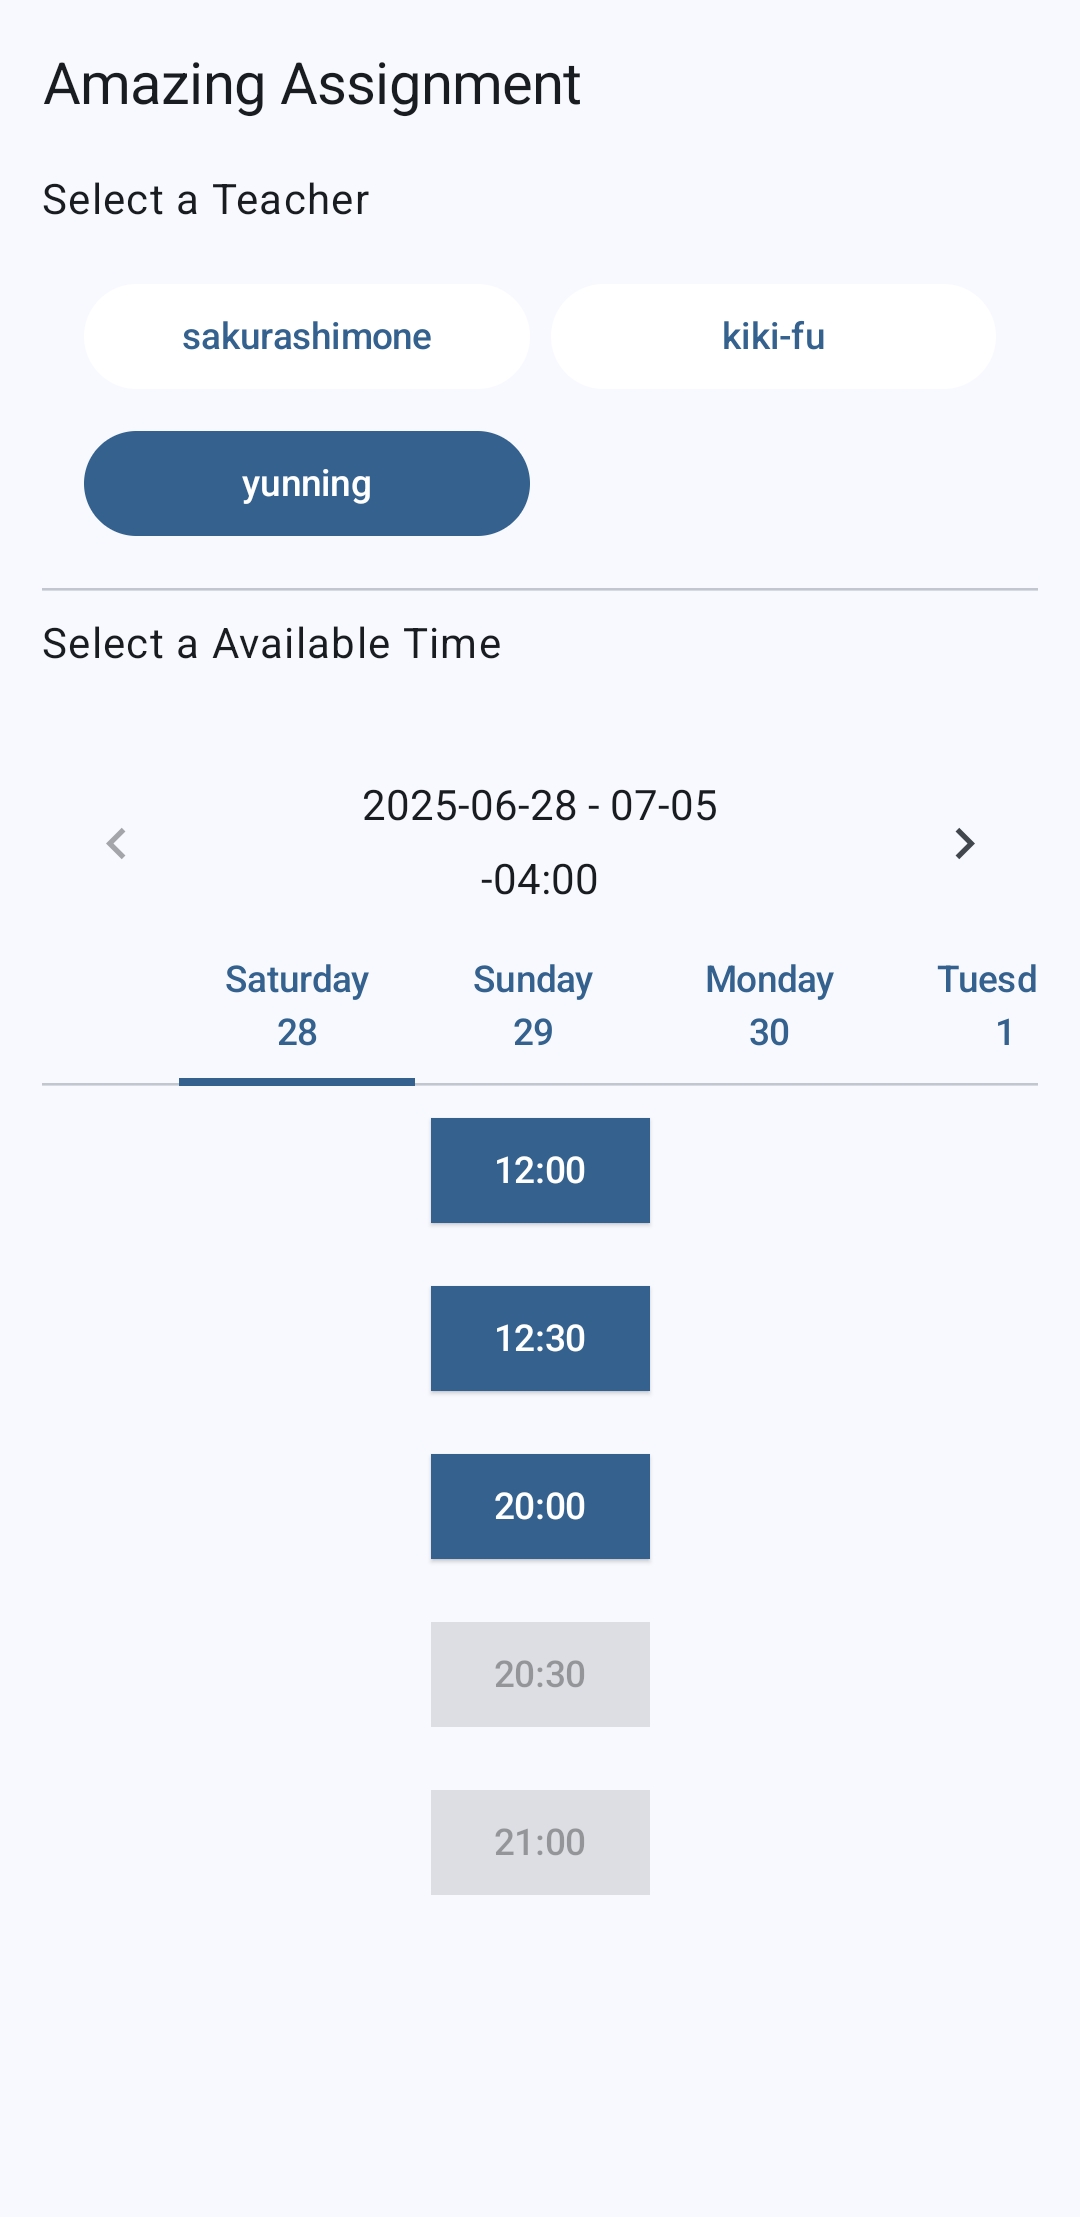 Amazing Assignment
Select a Teacher
sakurashimone
kiki-fu
yunning
Select a Available Time
2025-06-28 - 07-05
-04:00
Saturday
28
Sunday
29
Monday
30
Tuesd
1
12:00
12:30
20:00
20:30
21:00